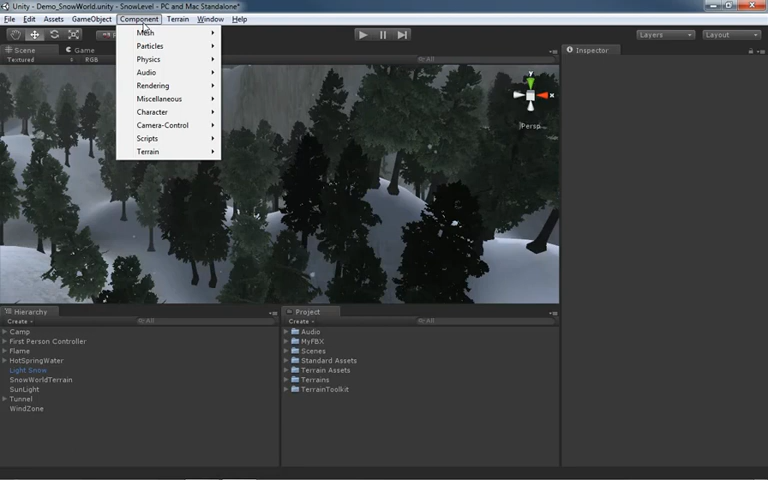 Unity - Demo_SnowWorld.unity - SnowLevel - PC and Mac Standalone*
File Edit Assets GameObject Component Terrain Window Help
Layers Layout
Scene Game
Inspector
Textured RGB
All
Mesh
Particles
Physics
Audio
Rendering
Miscellaneous
Character
Camera-Control
Scripts
Terrain
y
x
Persp
Hierarchy
Create All
Camp
First Person Controller
Flame
HotSpringWater
Light Snow
SnowWorldTerrain
SunLight
Tunnel
WindZone
Project
Create All
Audio
MyFBX
Scenes
Standard Assets
Terrain Assets
Terrains
TerrainToolkit